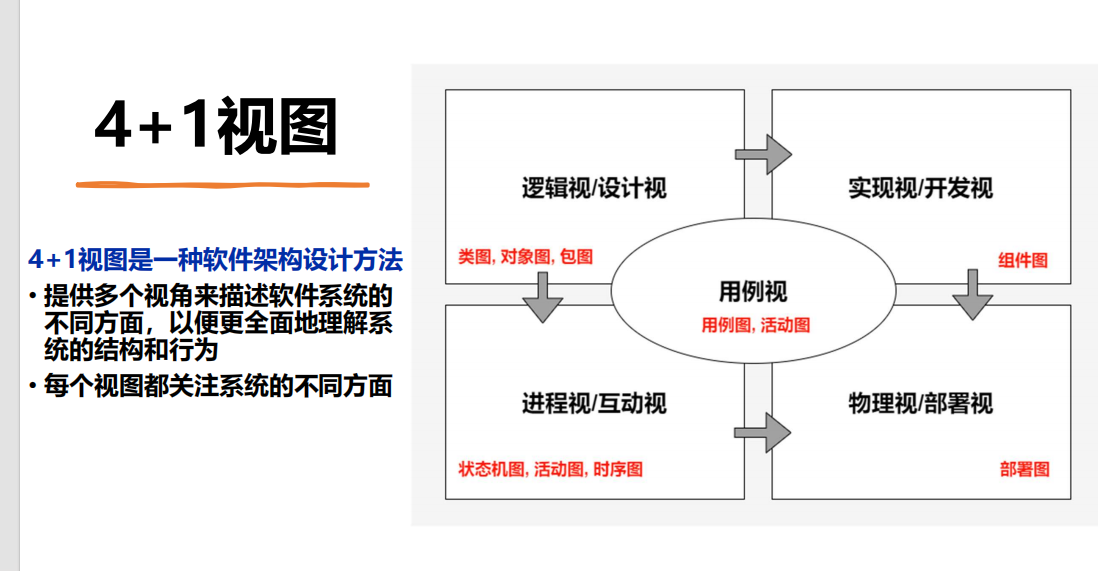 4+1视图
4+1视图是一种软件架构设计方法
• 提供多个视角来描述软件系统的
不同方面，以便更全面地理解系
统的结构和行为
• 每个视图都关注系统的不同方面
逻辑视/设计视
类图, 对象图, 包图
实现视/开发视
组件图
用例视
用例图, 活动图
进程视/互动视
状态机图, 活动图, 时序图
物理视/部署视
部署图